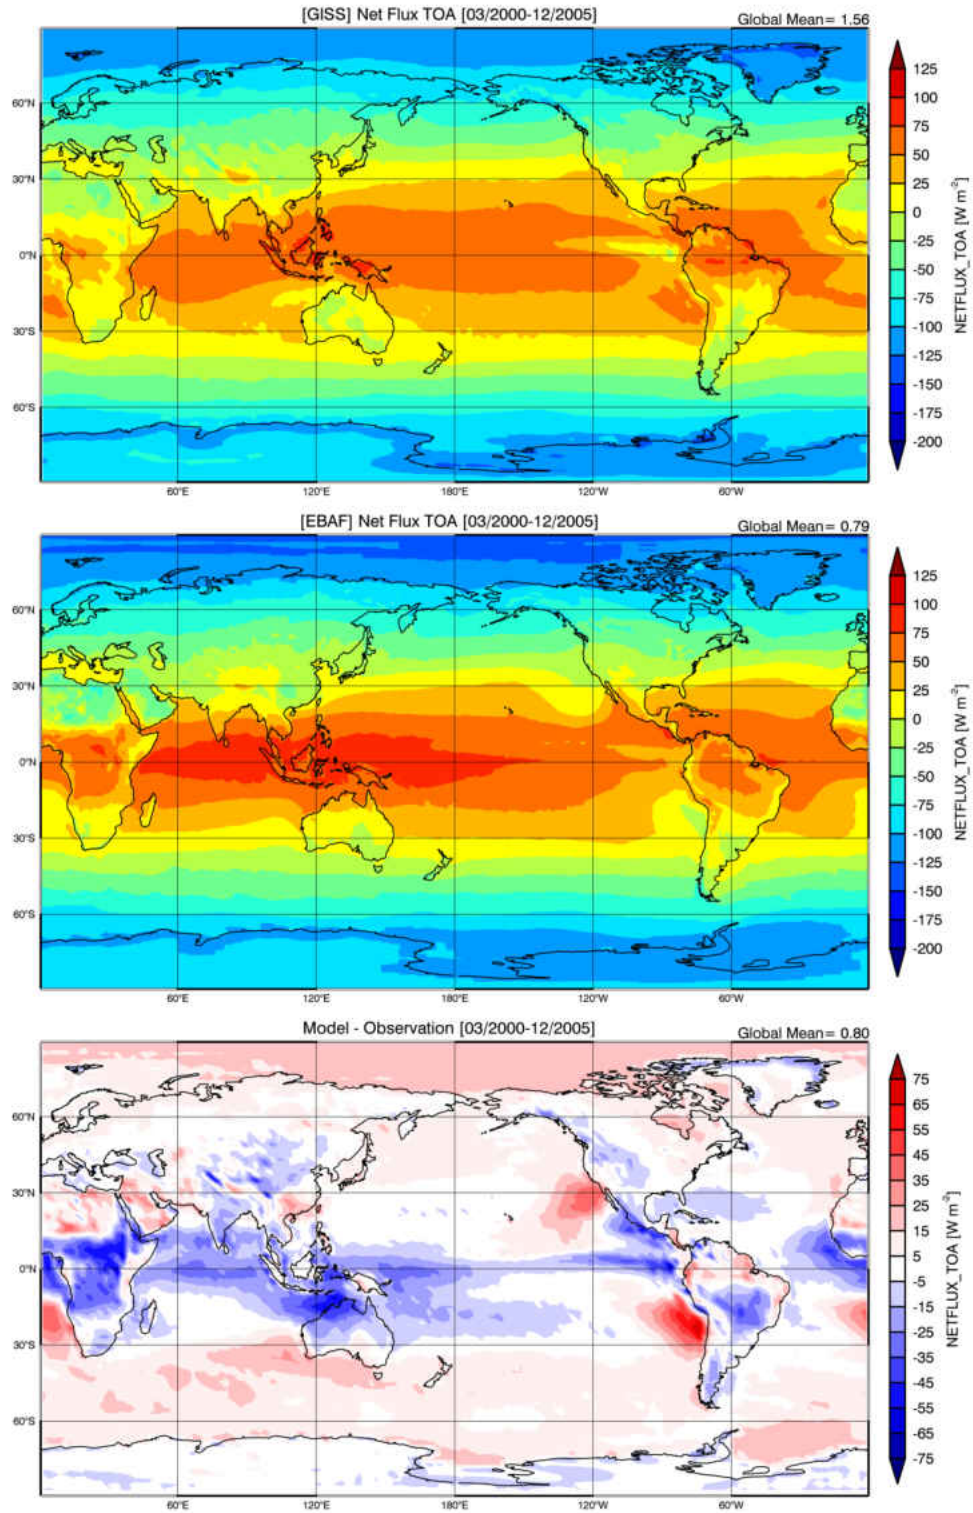 [GISS] Net Flux TOA [03/2000-12/2005]
Global Mean= 1.56
60°N
30°N
0°N
30°S
60°S
60°E
120°E
180°E
120°W
60°W
125
100
75
50
25
0
-25
-50
-75
-100
-125
-150
-175
-200
NETFLUX_TOA [W m⁻²]
[EBAF] Net Flux TOA [03/2000-12/2005]
Global Mean= 0.79
60°N
30°N
0°N
30°S
60°S
60°E
120°E
180°E
120°W
60°W
125
100
75
50
25
0
-25
-50
-75
-100
-125
-150
-175
-200
NETFLUX_TOA [W m⁻²]
Model - Observation [03/2000-12/2005]
Global Mean= 0.80
60°N
30°N
0°N
30°S
60°S
60°E
120°E
180°E
120°W
60°W
75
65
55
45
35
25
15
5
-5
-15
-25
-35
-45
-55
-65
-75
NETFLUX_TOA [W m⁻²]